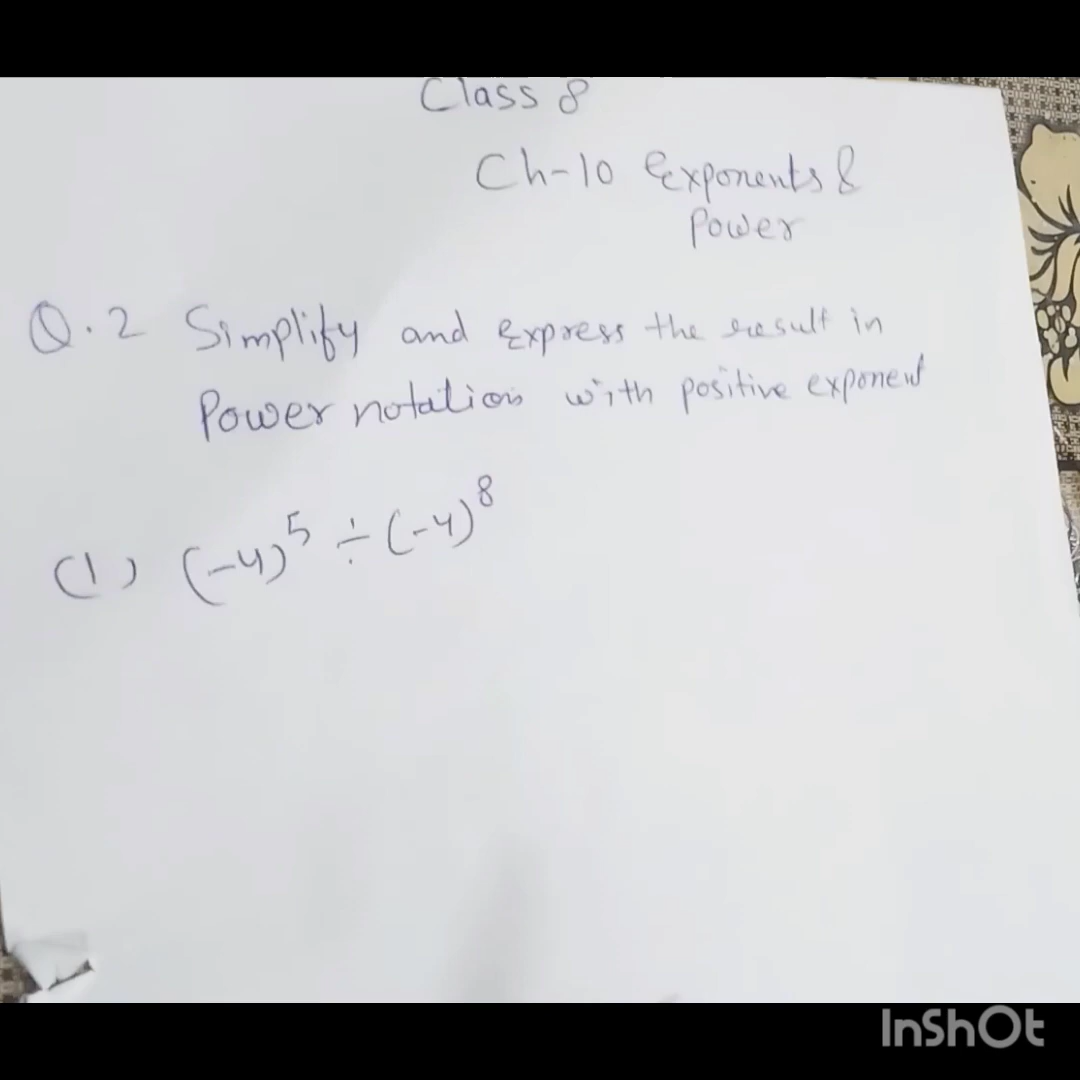 Class 8
Ch-10 Exponents &
Power
Q.2 Simplify and express the result in
Power notation with positive exponent
(1) (-4)⁵ ÷ (-4)⁸
InShOt